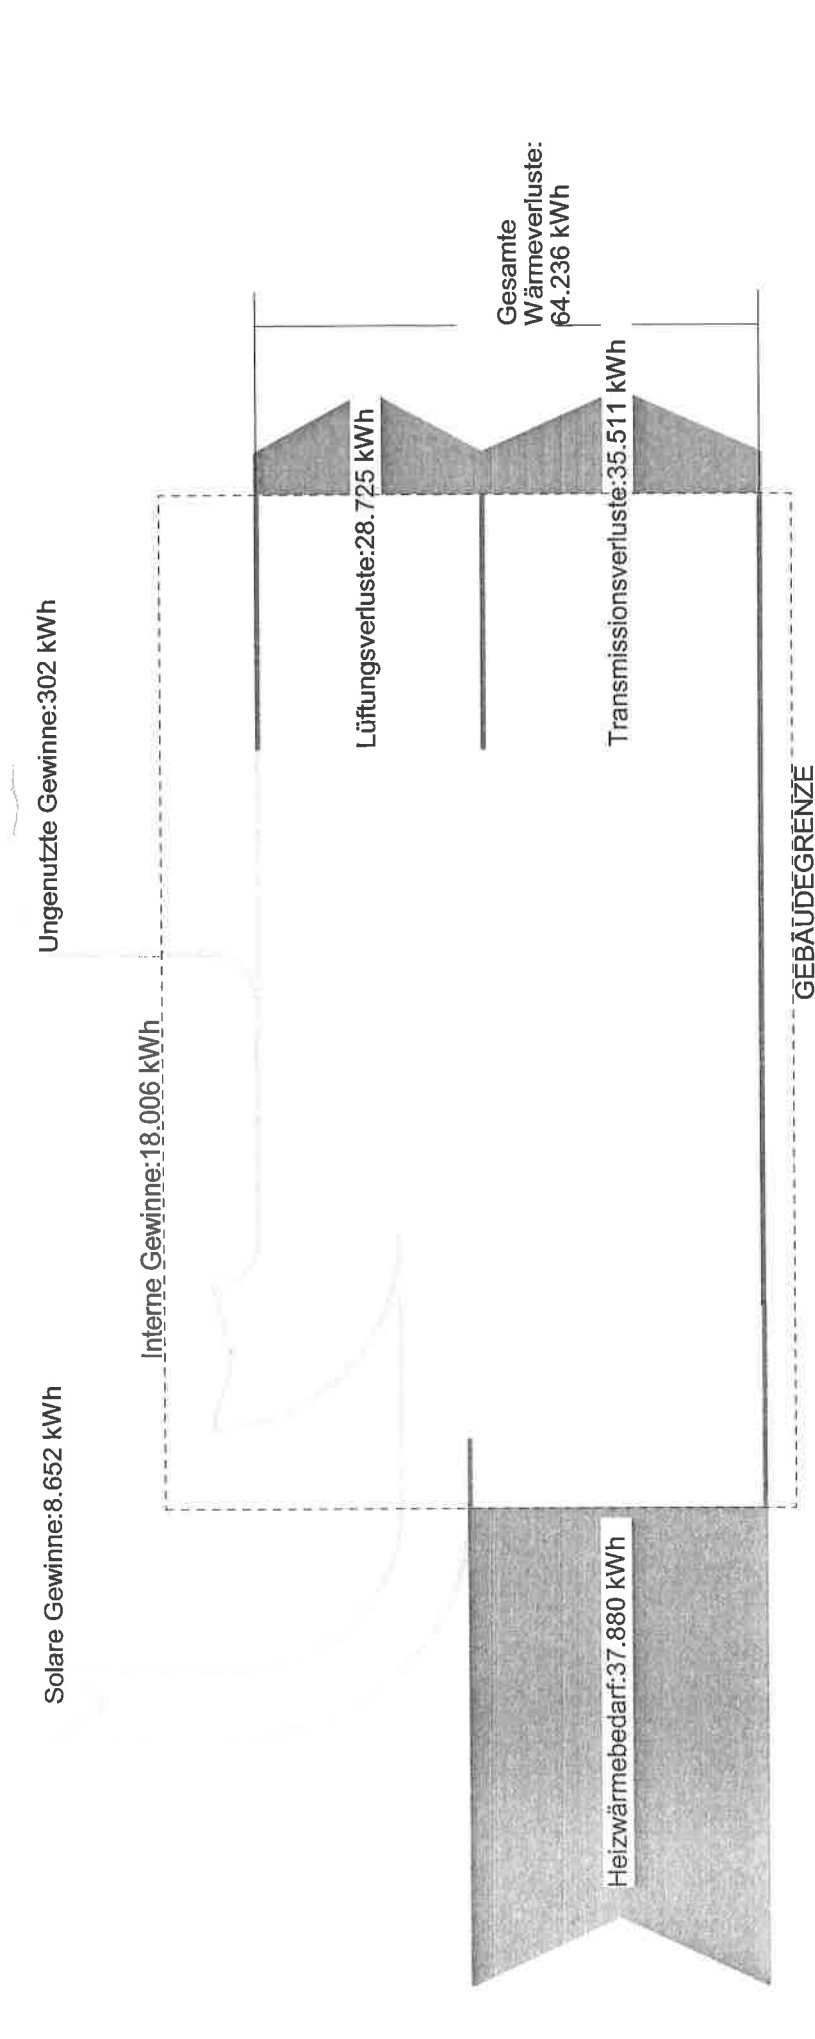 Solare Gewinne:8.652 kWh
Ungenutzte Gewinne:302 kWh
Interne Gewinne:18.006 kWh
Lüftungsverluste:28.725 kWh
Gesamte
Wärmeverluste:
64.236 kWh
Heizwärmebedarf:37.880 kWh
Transmissionsverluste:35.511 kWh
GEBÄUDEGRENZE